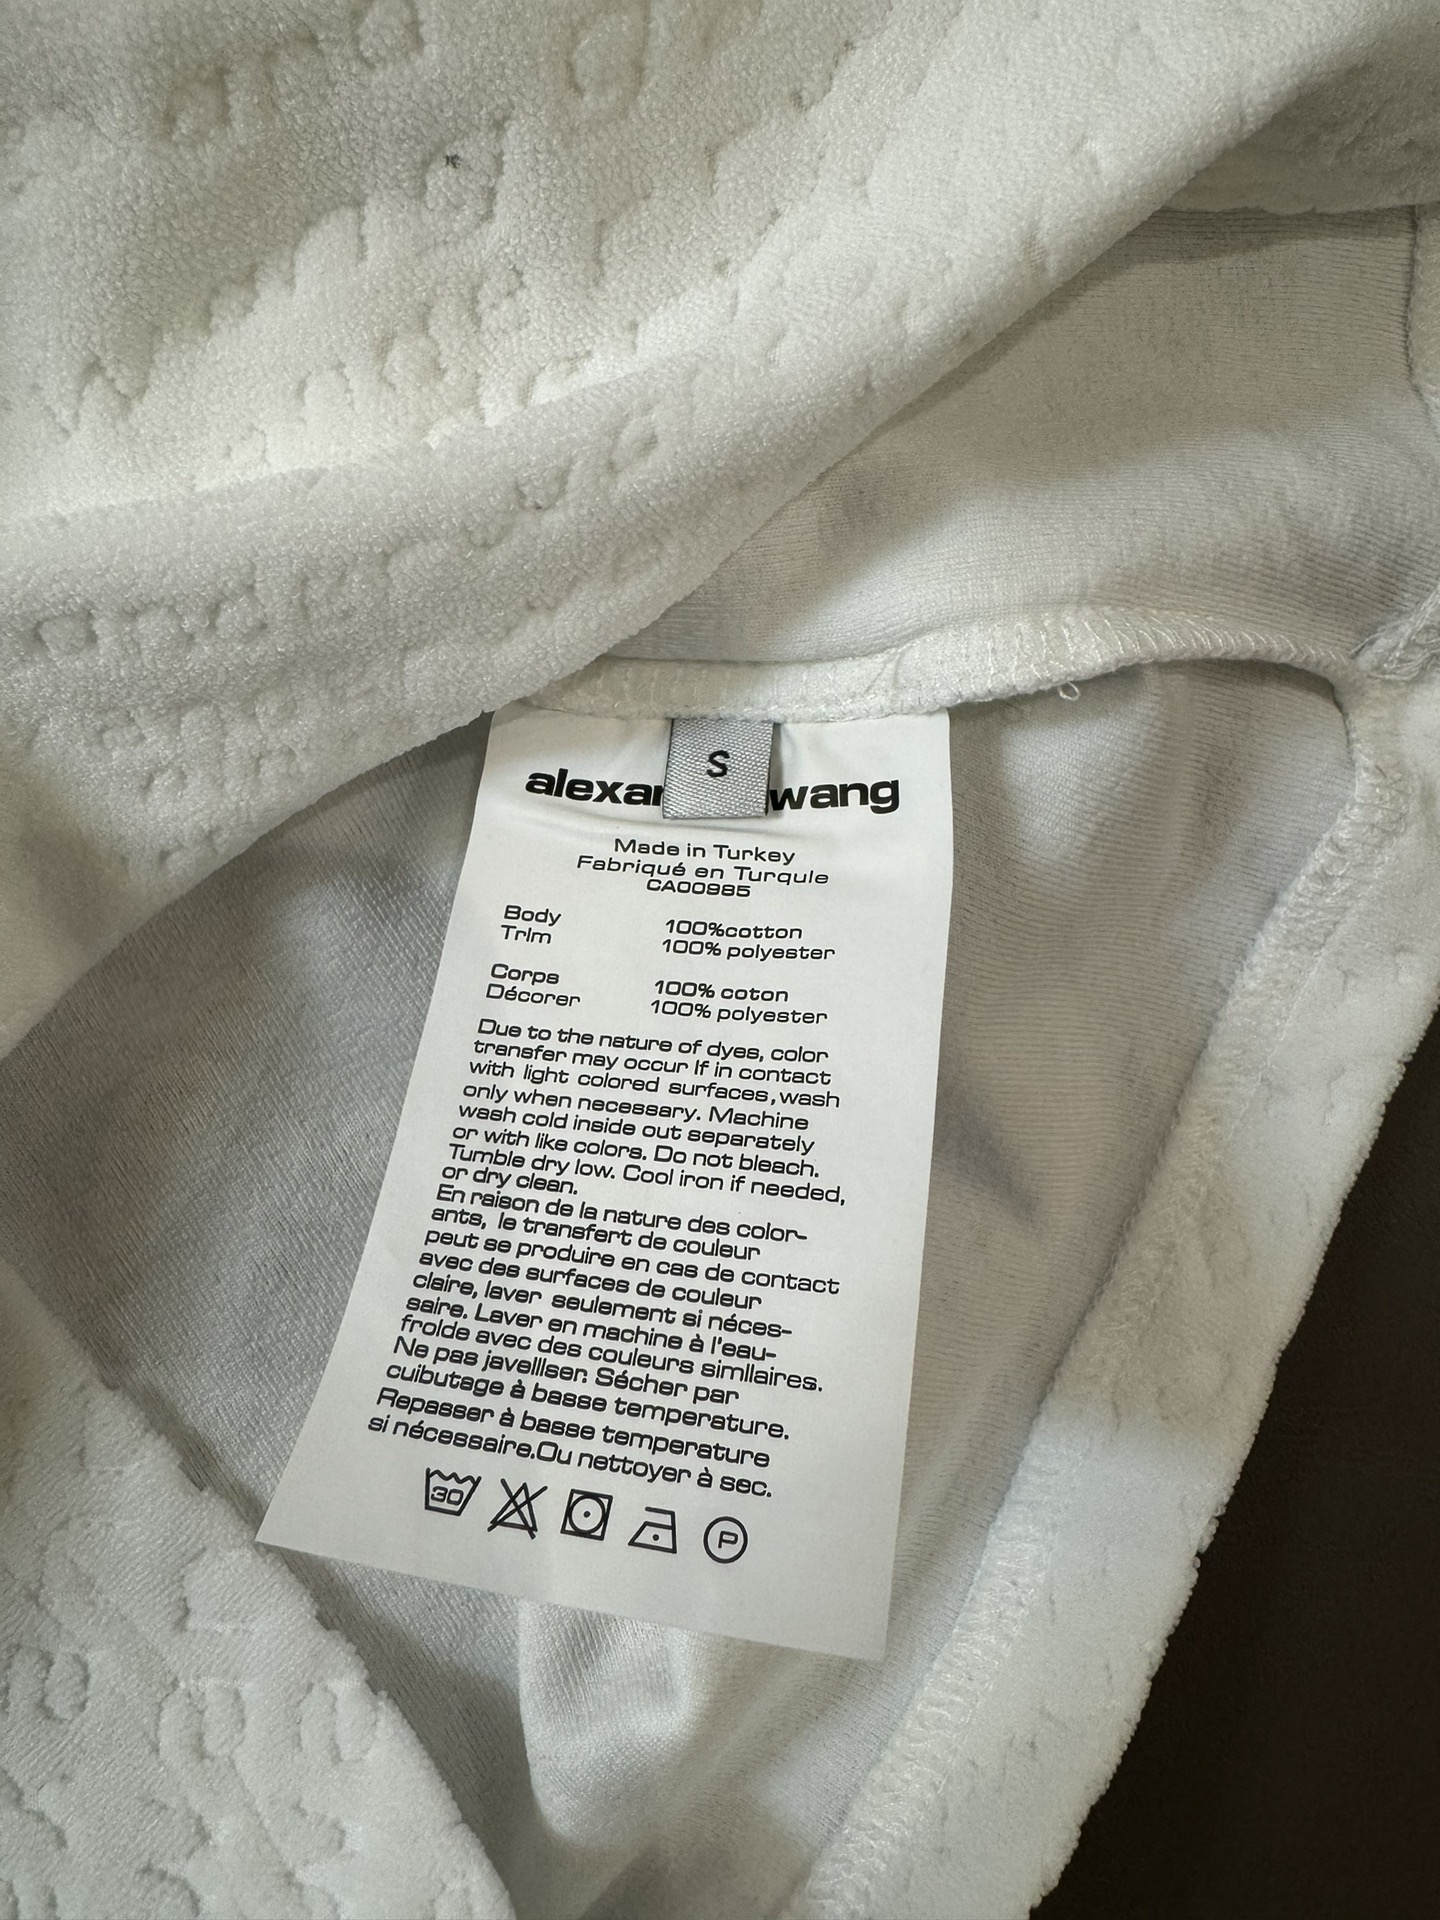 S
wang
Made in Turkey
Fabriqué en Turqule
CA00985
Body 100%cotton
TrIm 100% polyester
Corps 100% coton
Décorer 100% polyester
Due to the nature of dyes, color
transfer may occur If in contact
with light colored surfaces,wash
only when necessary. Machine
wash cold inside out separately
or with like colors. Do not bleach.
Tumble dry low. Cool iron if needed,
or dry clean.
En raison de la nature des color-
ants, le transfert de couleur
peut se produire en cas de contact
avec des surfaces de couleur
claire, laver seulement si néces-
saire. Laver en machine à l'eau-
frolde avec des couleurs simIlaires.
Ne pas javelIlser. Sécher par
cuibutage à basse temperature.
Repasser à basse temperature
si nécessaire.Ou nettoyer à sec.
30
P